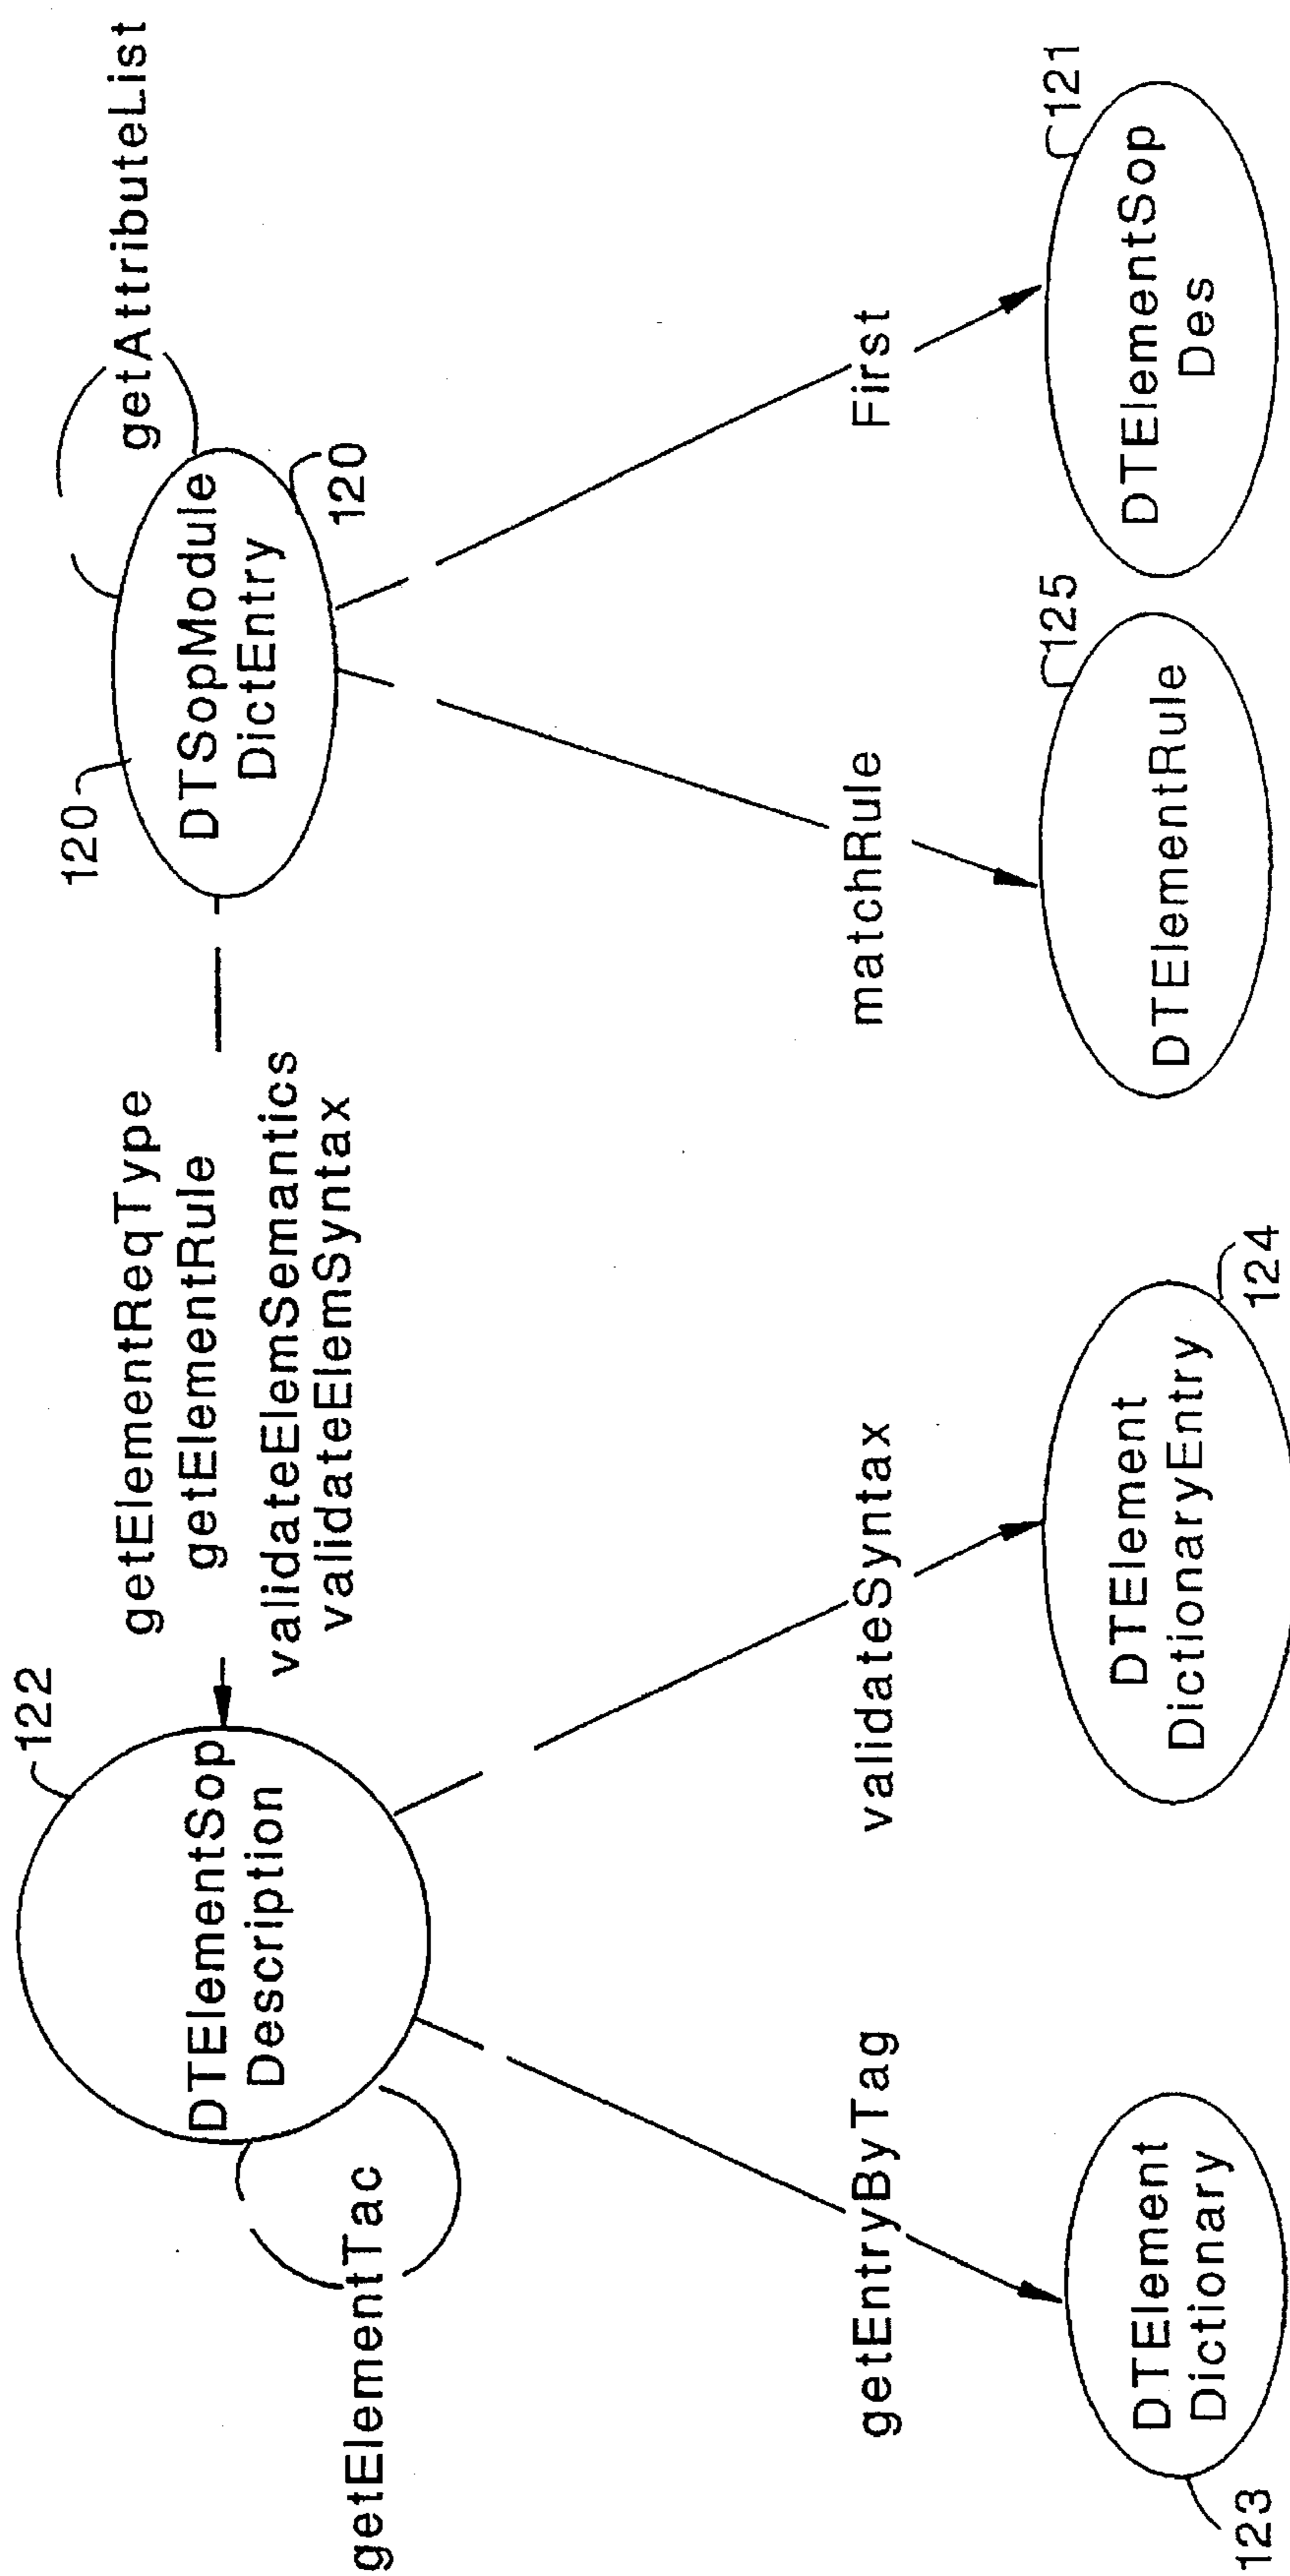 122
DTElementSop
Description
getElementTac
getElementReqType
getElementRule
validateElemSemantics
validateElemSyntax
120
DTSopModule
DictEntry
120
getAttributeList
getEntryByTag
validateSyntax
matchRule
First
123
DTElement
Dictionary
DTElement
DictionaryEntry
124
DTElementRule
125
DTElementSop
Des
121